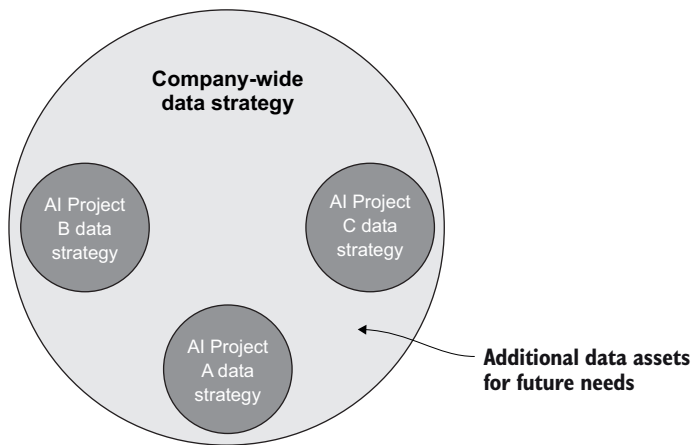 Company-wide
data strategy
AI Project
B data
strategy
AI Project
C data
strategy
AI Project
A data
strategy
Additional data assets
for future needs